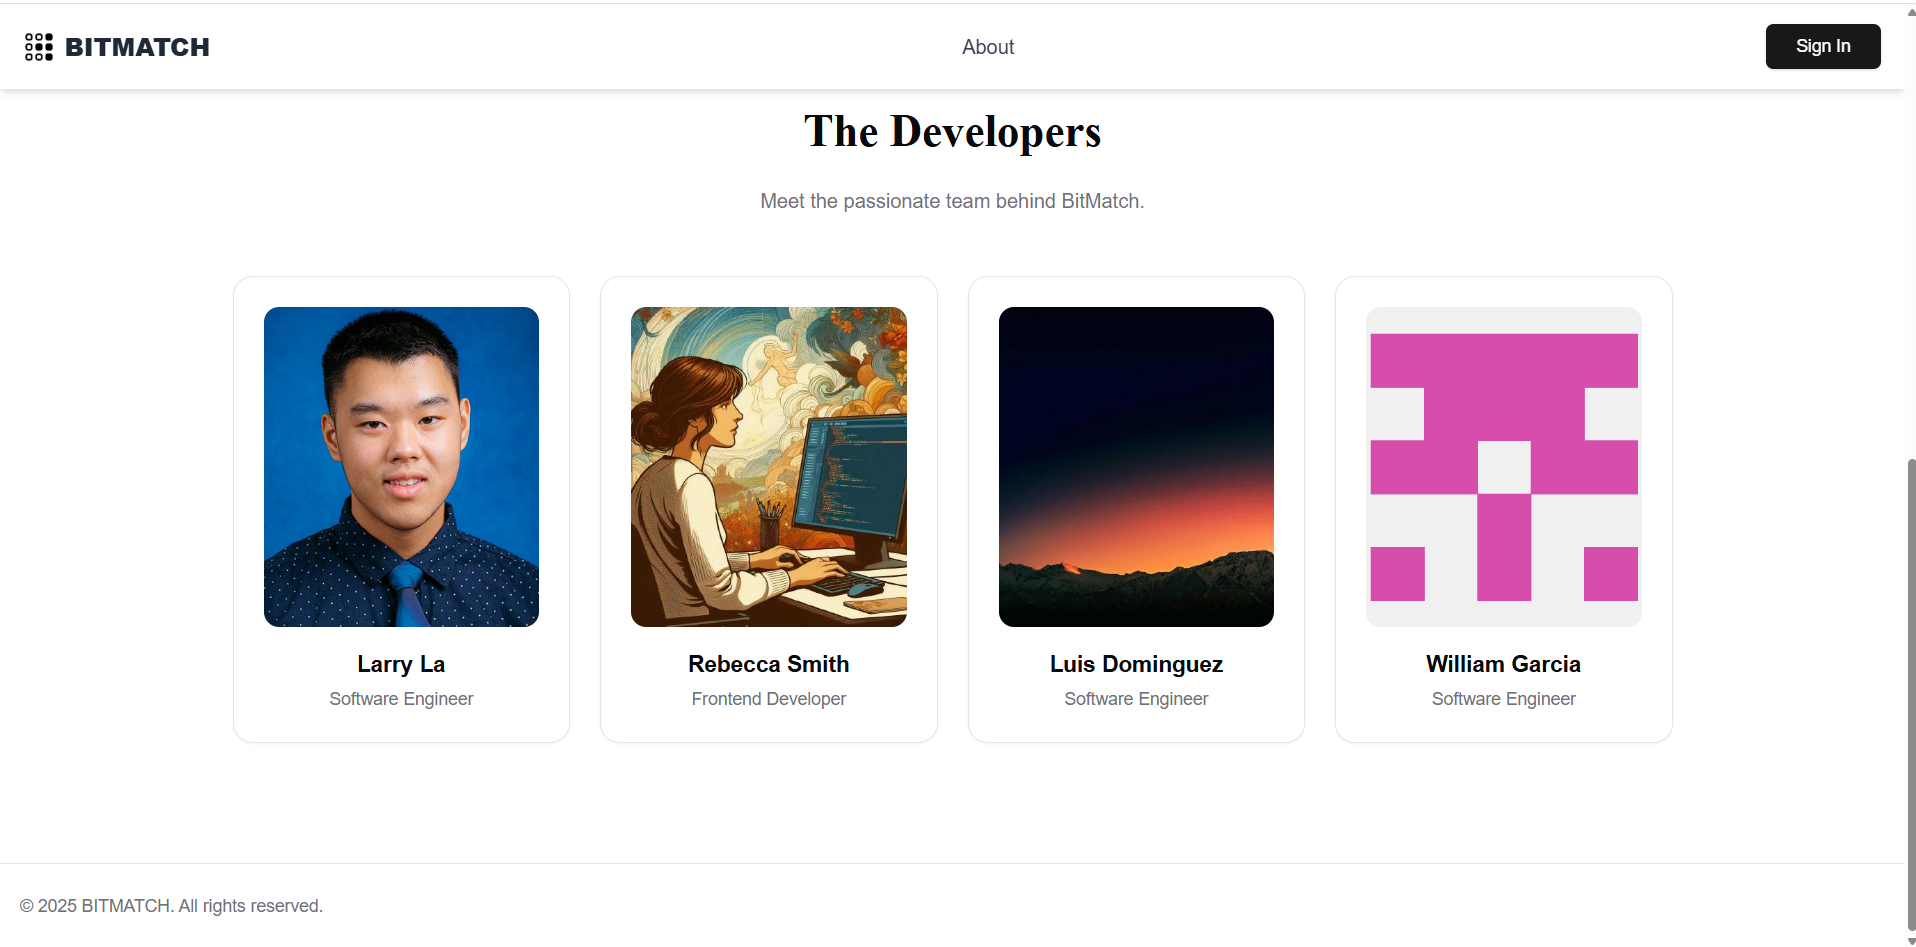 BITMATCH
About
Sign In
The Developers
Meet the passionate team behind BitMatch.
Larry La
Software Engineer
Rebecca Smith
Frontend Developer
Luis Dominguez
Software Engineer
William Garcia
Software Engineer
© 2025 BITMATCH. All rights reserved.